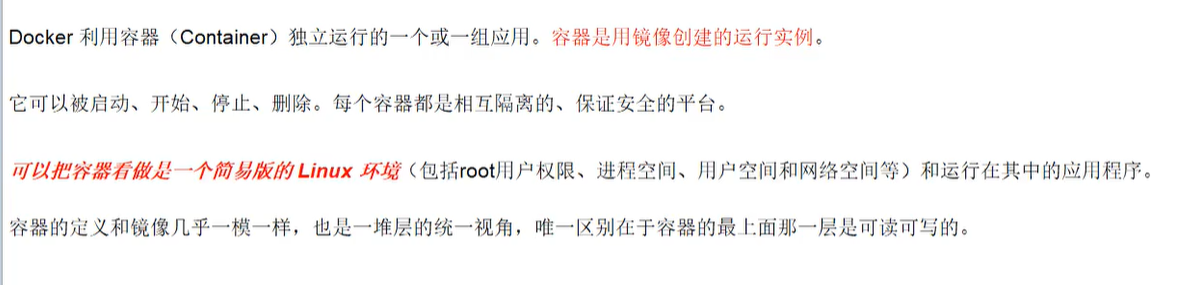 Docker 利用容器（Container）独立运行的一个或一组应用。容器是用镜像创建的运行实例。
它可以被启动、开始、停止、删除。每个容器都是相互隔离的、保证安全的平台。
可以把容器看做是一个简易版的 Linux 环境（包括root用户权限、进程空间、用户空间和网络空间等）和运行在其中的应用程序。
容器的定义和镜像几乎一模一样，也是一堆层的统一视角，唯一区别在于容器的最上面那一层是可读可写的。